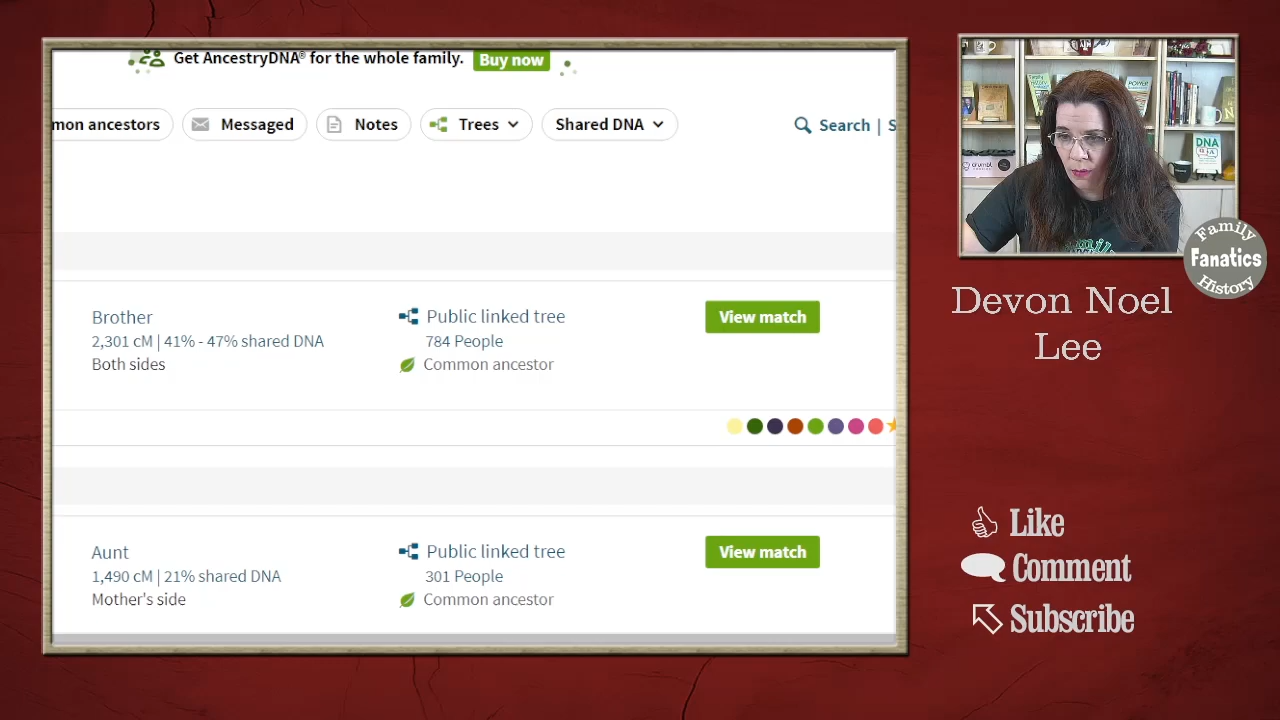 Get AncestryDNA® for the whole family. Buy now
mon ancestors Messaged Notes Trees Shared DNA Search | S
Brother Public linked tree View match
2,301 cM | 41% - 47% shared DNA 784 People
Both sides Common ancestor
Aunt Public linked tree View match
1,490 cM | 21% shared DNA 301 People
Mother's side Common ancestor
crumbl
POWER
DNA
Family
Fanatics
History
Devon Noel
Lee
Like
Comment
Subscribe